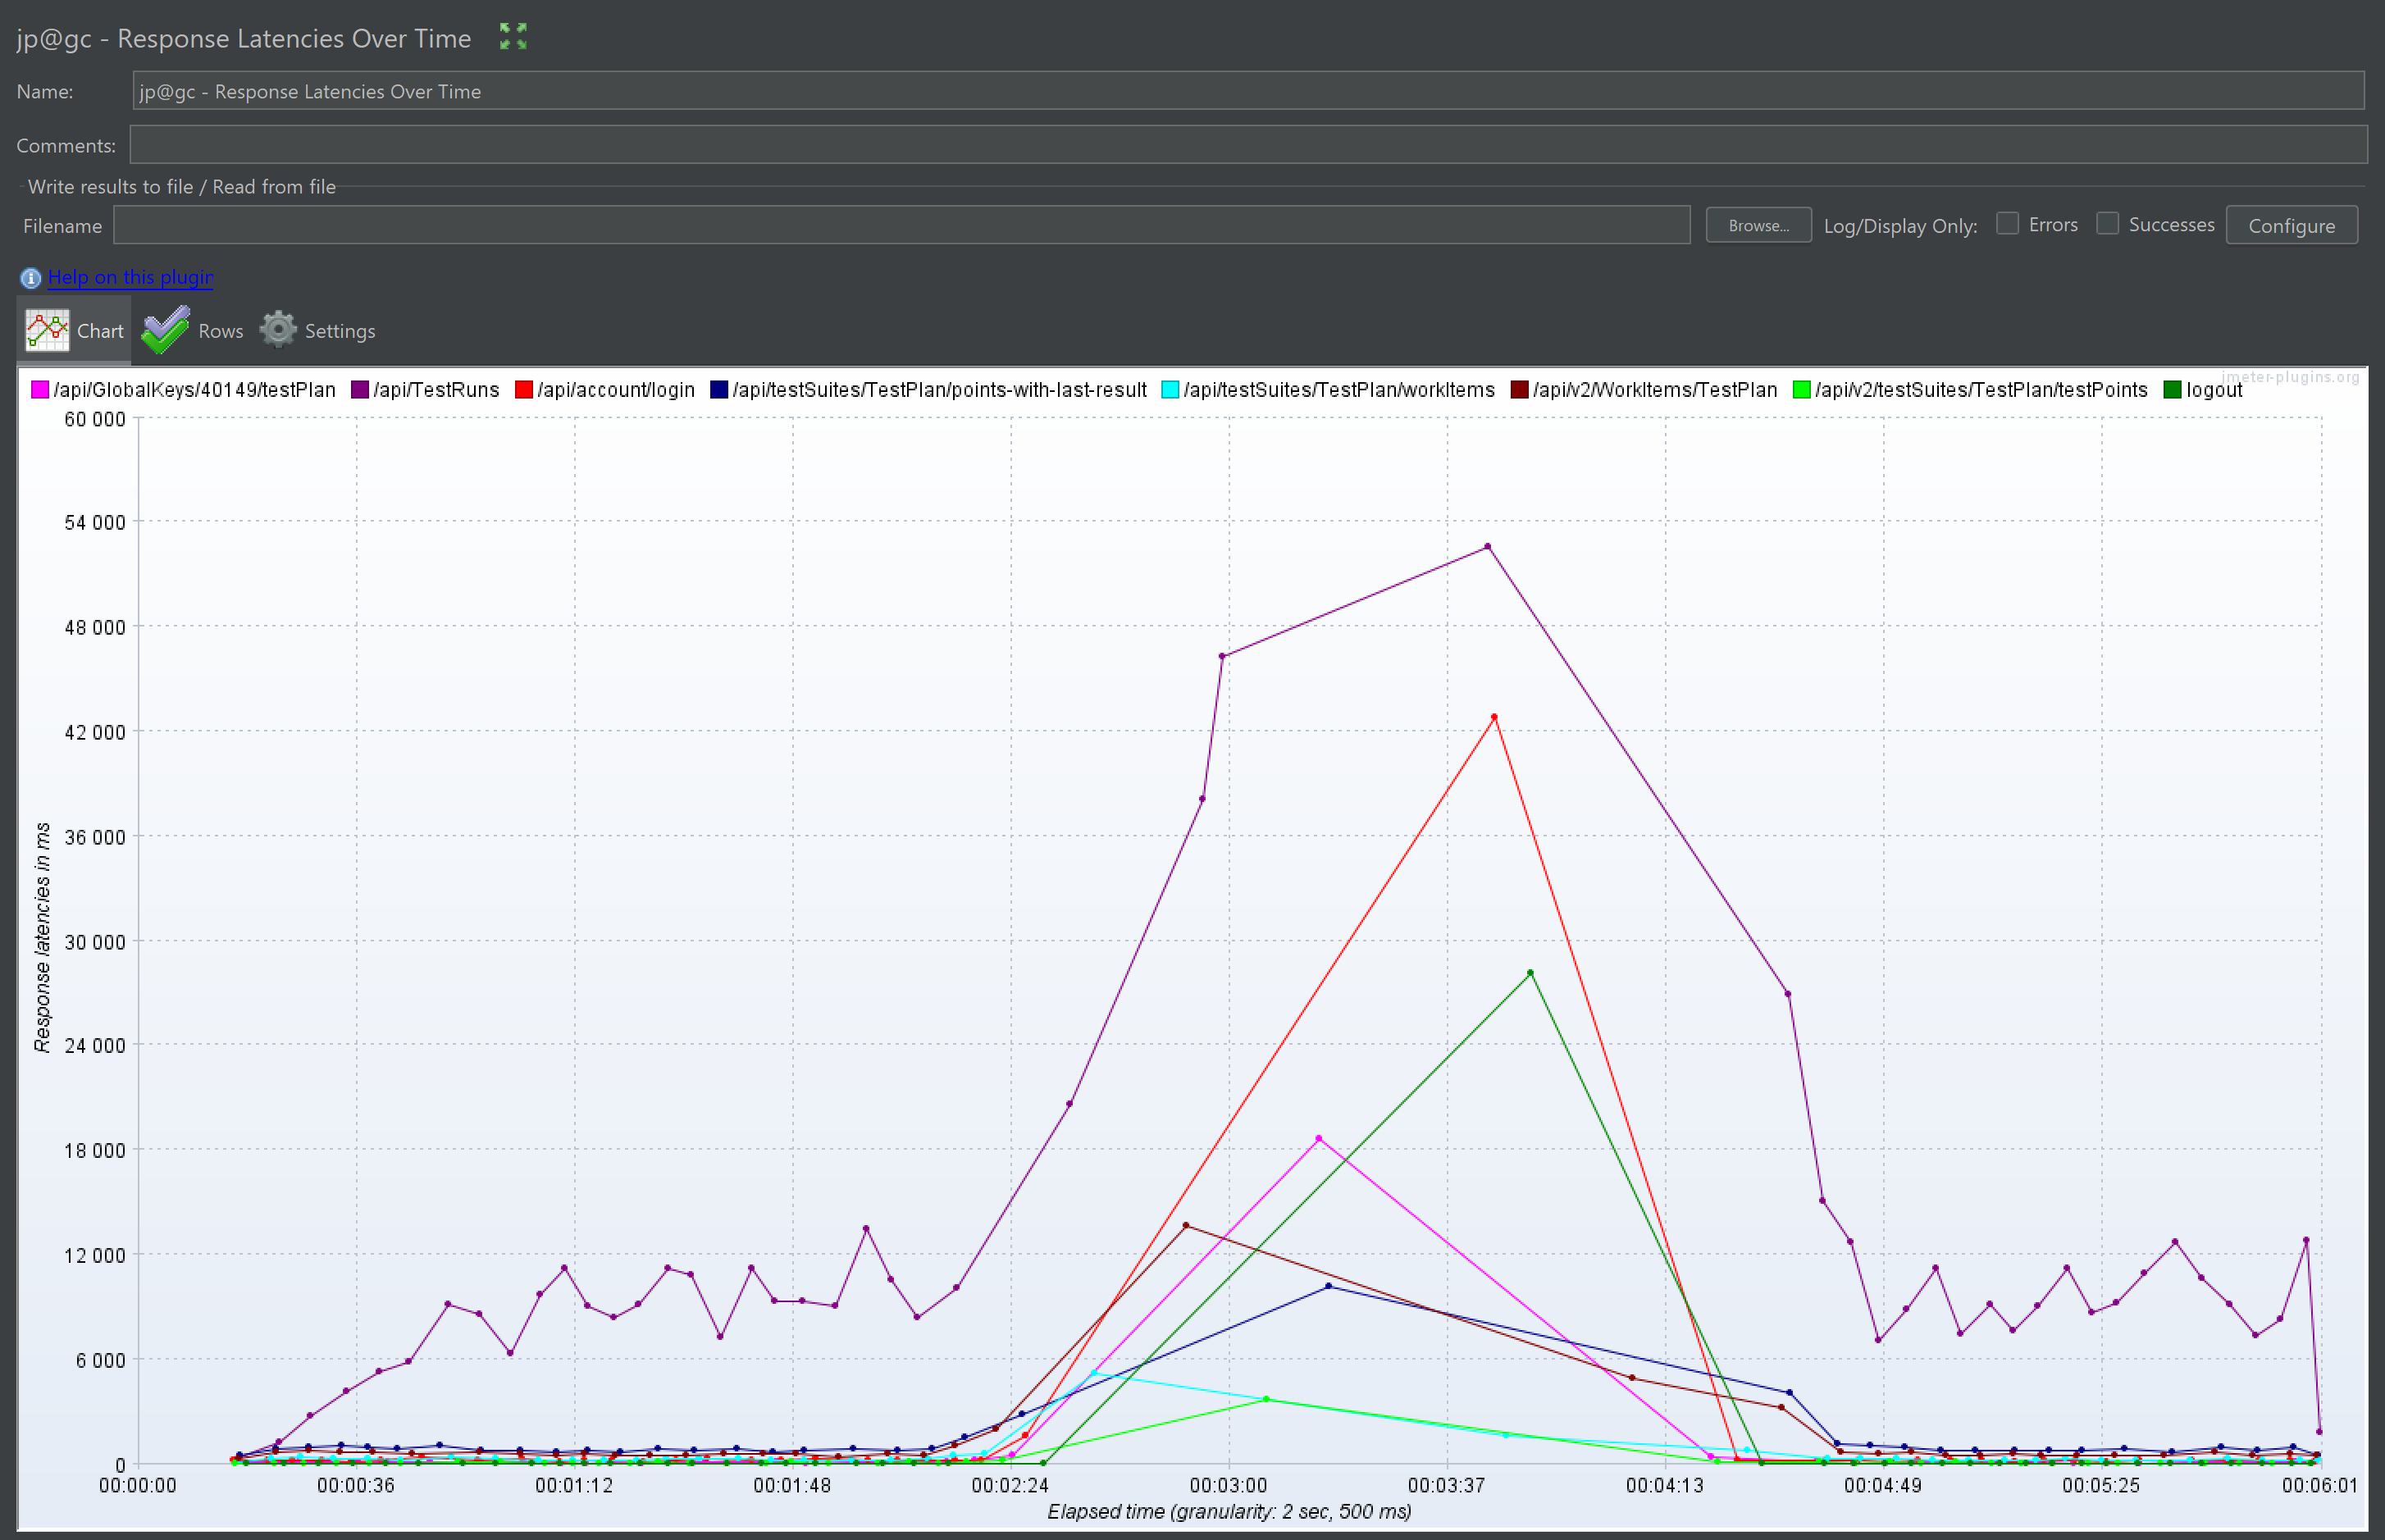 jp@gc - Response Latencies Over Time
Name: jp@gc - Response Latencies Over Time
Comments:
Write results to file / Read from file
Filename Browse... Log/Display Only: Errors Successes Configure
Help on this plugin
Chart Rows Settings
jmeter-plugins.org
/api/GlobalKeys/40149/testPlan /api/TestRuns /api/account/login /api/testSuites/TestPlan/points-with-last-result /api/testSuites/TestPlan/workItems /api/v2/WorkItems/TestPlan /api/v2/testSuites/TestPlan/testPoints logout
60 000
54 000
48 000
42 000
36 000
30 000
24 000
18 000
12 000
6 000
0
Response latencies in ms
00:00:00 00:00:36 00:01:12 00:01:48 00:02:24 00:03:00 00:03:37 00:04:13 00:04:49 00:05:25 00:06:01
Elapsed time (granularity: 2 sec, 500 ms)